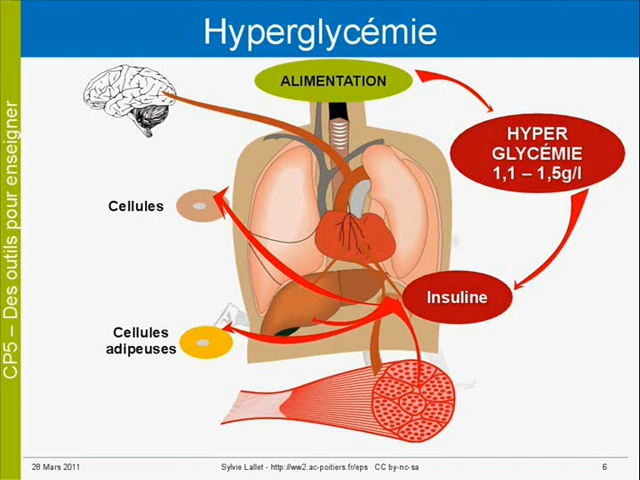 Hyperglycémie
CP5 – Des outils pour enseigner
ALIMENTATION
HYPER
GLYCÉMIE
1,1 – 1,5g/l
Cellules
Insuline
Cellules
adipeuses
28 Mars 2011
Sylvie Lallet - http://ww2.ac-poitiers.fr/eps CC by-nc-sa
6